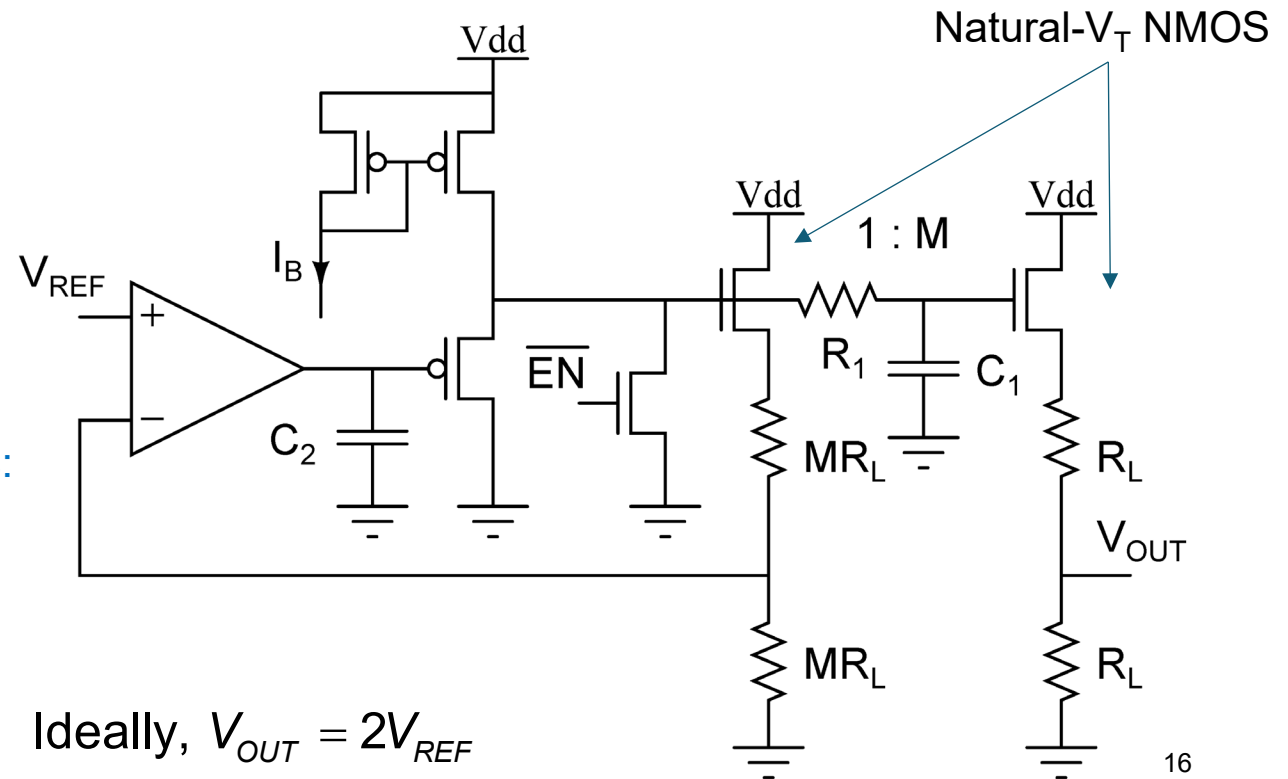 Natural-V_T NMOS
Vdd
Vdd
Vdd
1 : M
V_REF
I_B
+
−
EN
R_1
C_1
C_2
MR_L
R_L
:
V_OUT
MR_L
R_L
Ideally, V_OUT = 2V_REF
16